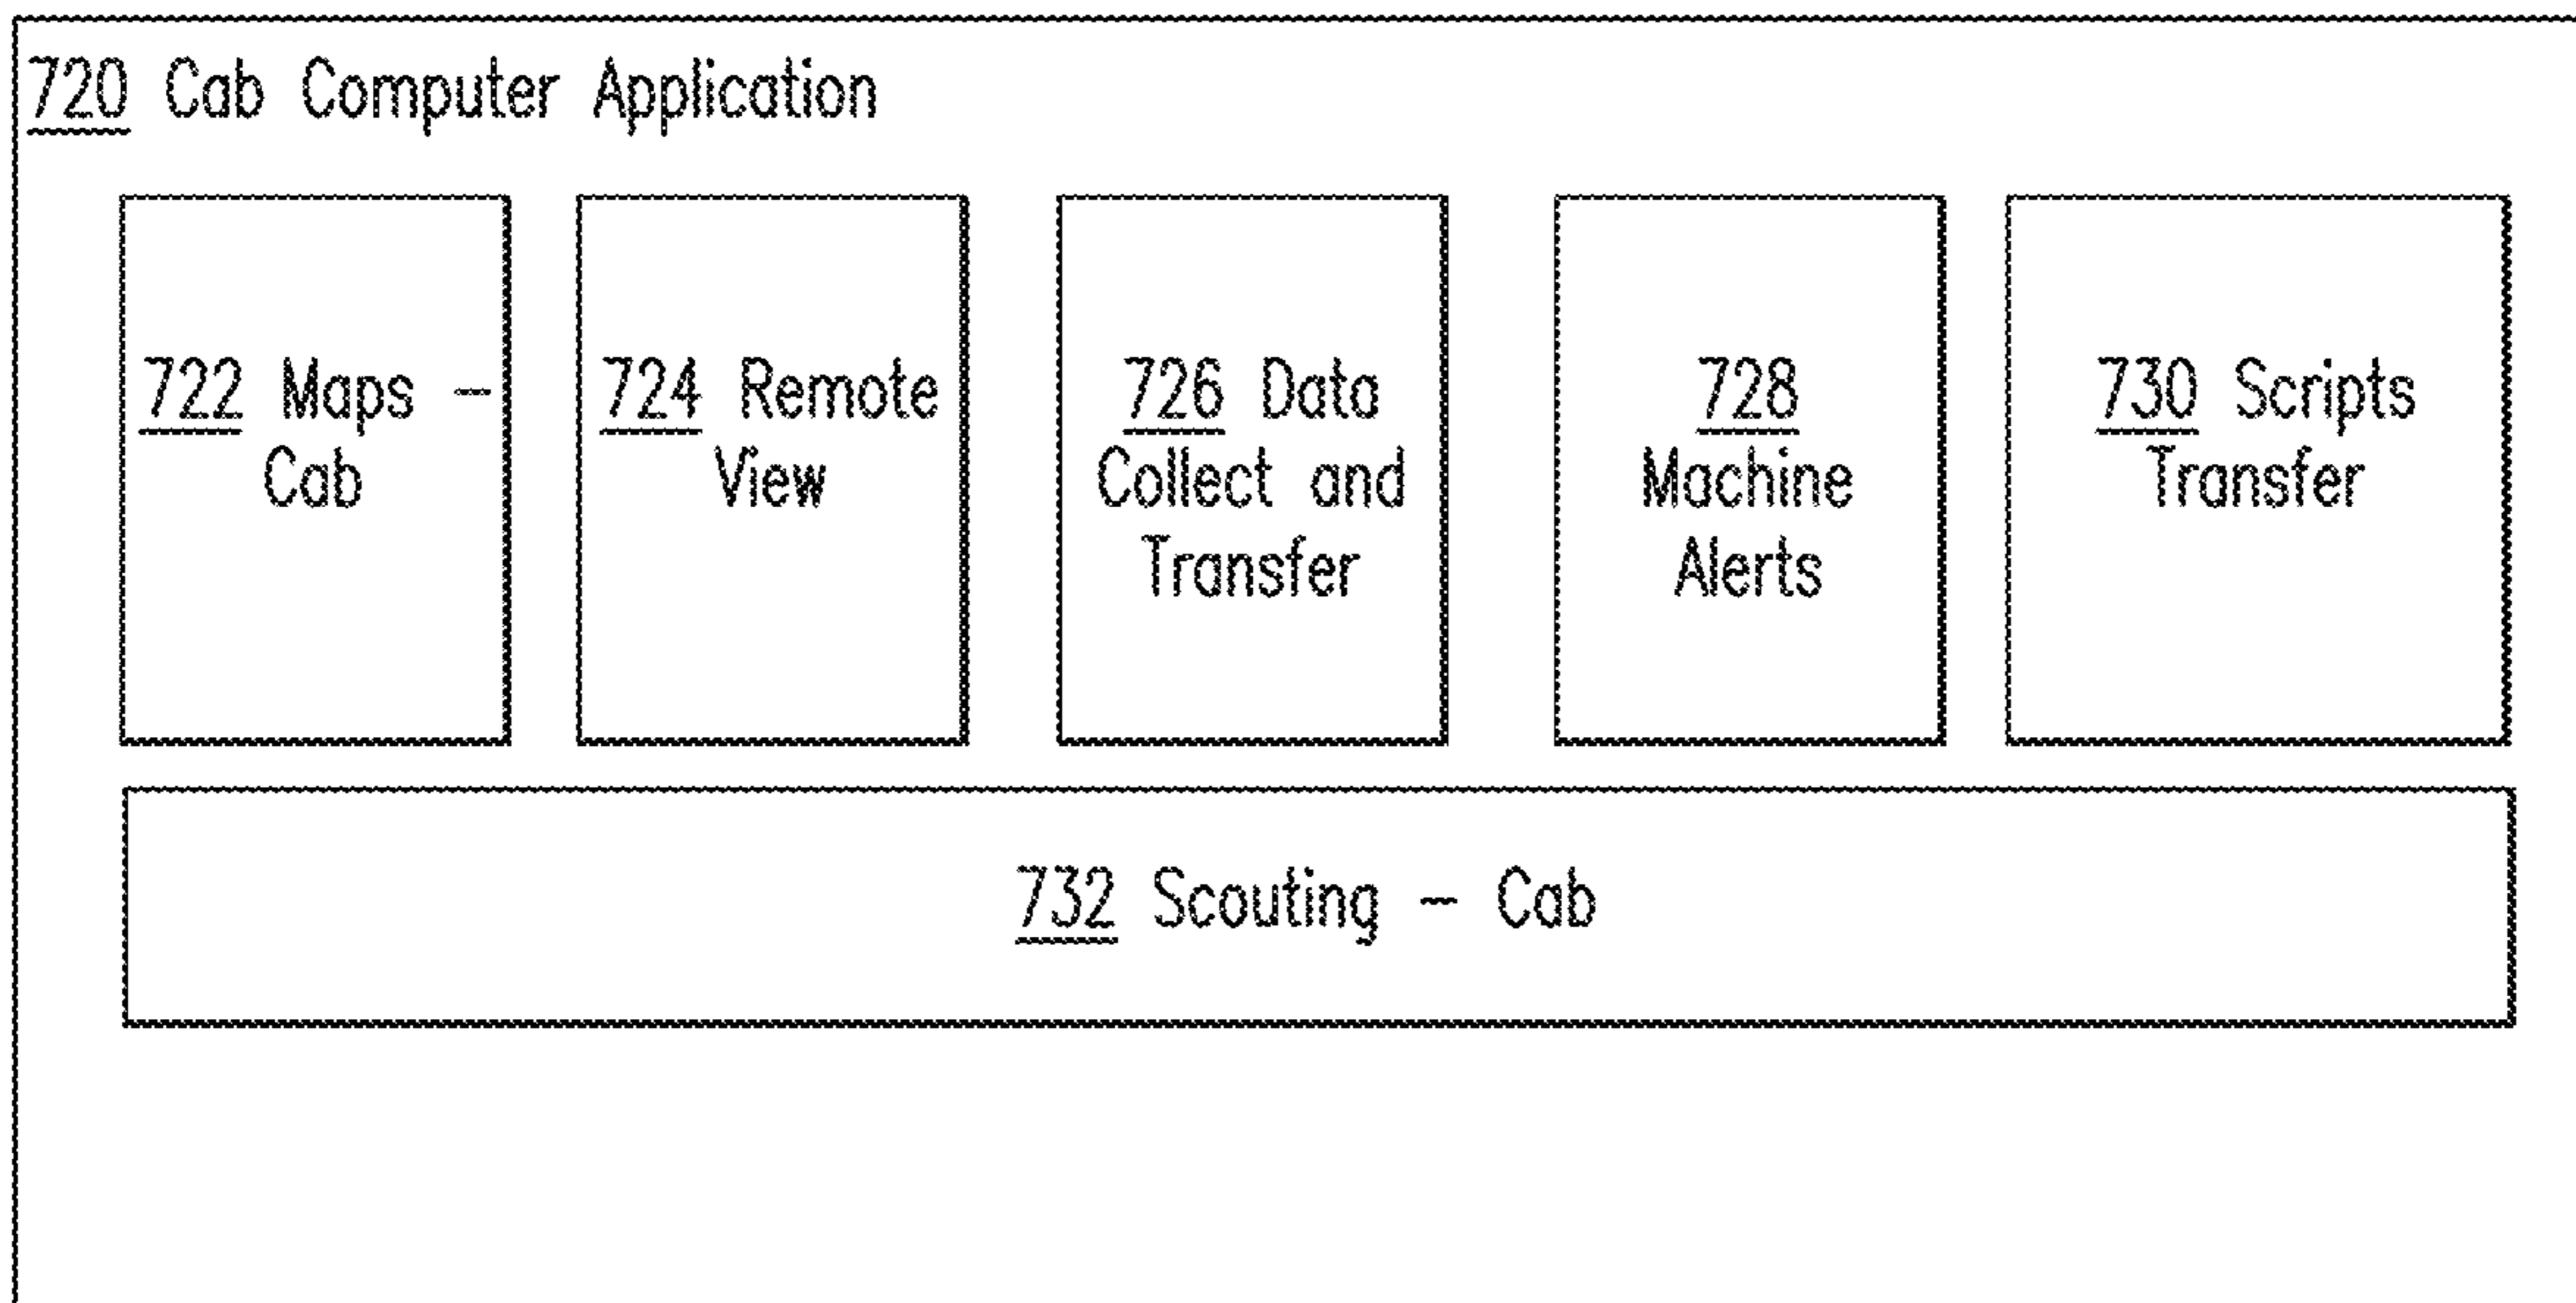 720 Cab Computer Application
722 Maps –
Cab
724 Remote
View
726 Data
Collect and
Transfer
728
Machine
Alerts
730 Scripts
Transfer
732 Scouting – Cab